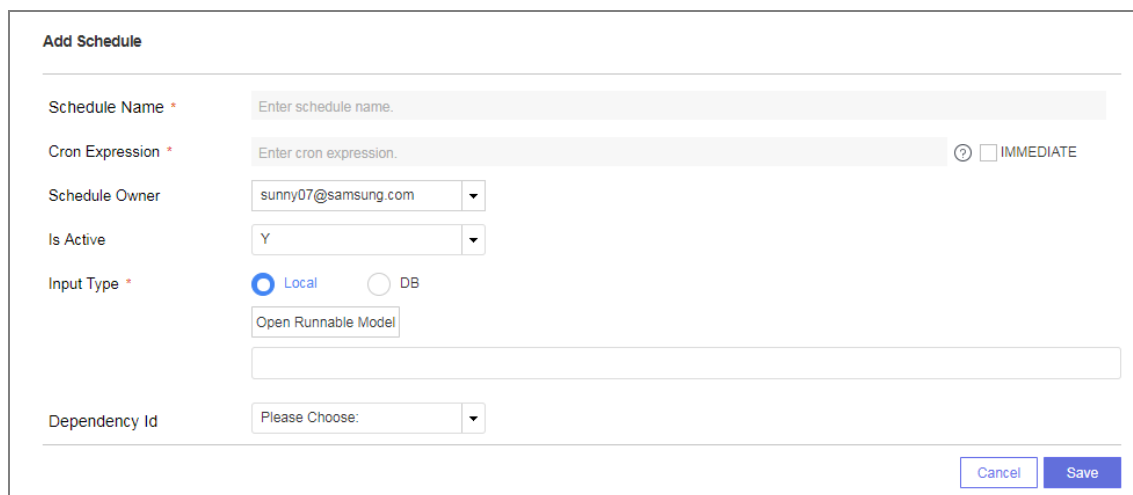 Add Schedule
Schedule Name *
Enter schedule name.
Cron Expression *
Enter cron expression.
? IMMEDIATE
Schedule Owner
sunny07@samsung.com
Is Active
Y
Input Type *
Local
DB
Open Runnable Model
Dependency Id
Please Choose:
Cancel
Save